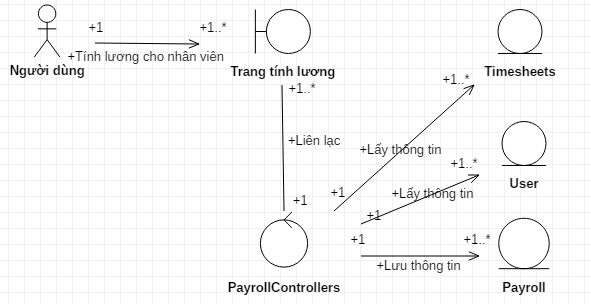 +1
+1..*
+Tính lương cho nhân viên
Người dùng
Trang tính lương
Timesheets
+1..*
+1..*
+Liên lạc
+Lấy thông tin
+1..*
User
+1
+Lấy thông tin
+1
+1
+1
+1..*
+Lưu thông tin
PayrollControllers
Payroll